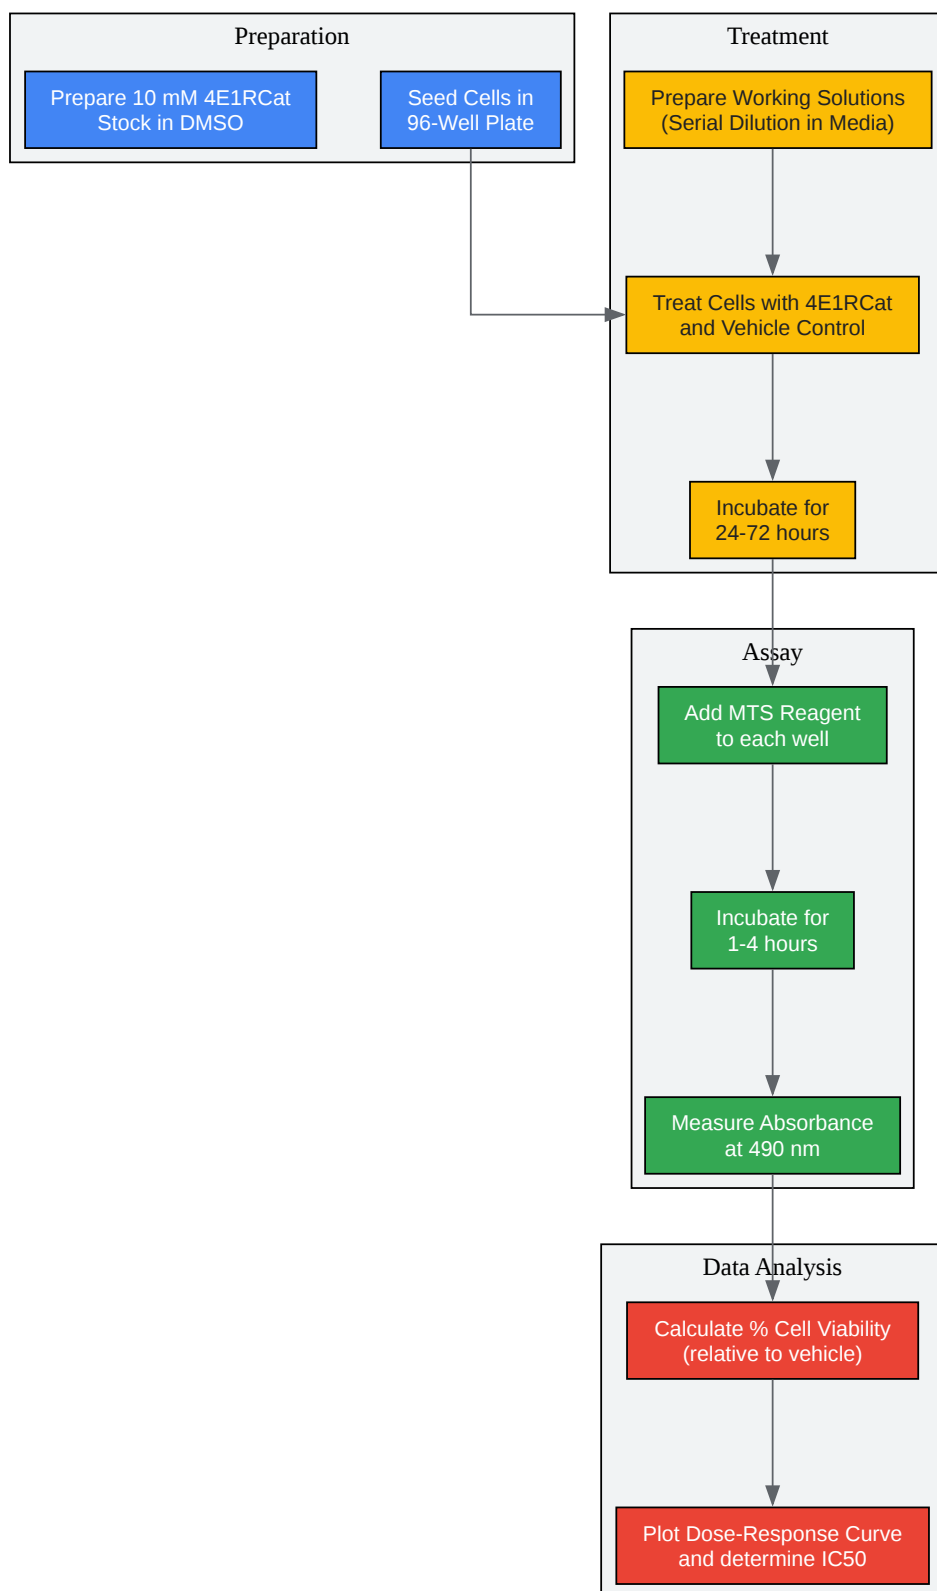 Preparation
Prepare 10 mM 4E1RCat
Stock in DMSO
Seed Cells in
96-Well Plate
Treatment
Prepare Working Solutions
(Serial Dilution in Media)
Treat Cells with 4E1RCat
and Vehicle Control
Incubate for
24-72 hours
Assay
Add MTS Reagent
to each well
Incubate for
1-4 hours
Measure Absorbance
at 490 nm
Data Analysis
Calculate % Cell Viability
(relative to vehicle)
Plot Dose-Response Curve
and determine IC50